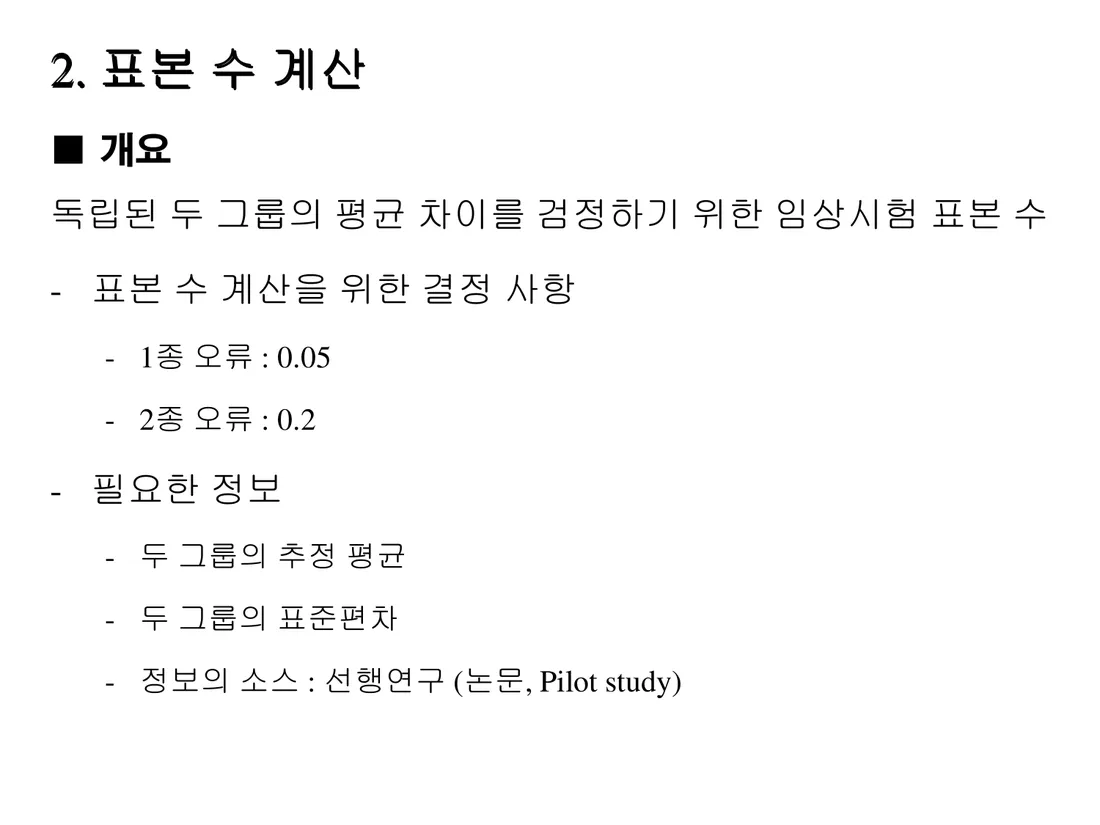 2. 표본 수 계산
■ 개요
독립된 두 그룹의 평균 차이를 검정하기 위한 임상시험 표본 수
- 표본 수 계산을 위한 결정 사항
- 1종 오류 : 0.05
- 2종 오류 : 0.2
- 필요한 정보
- 두 그룹의 추정 평균
- 두 그룹의 표준편차
- 정보의 소스 : 선행연구 (논문, Pilot study)